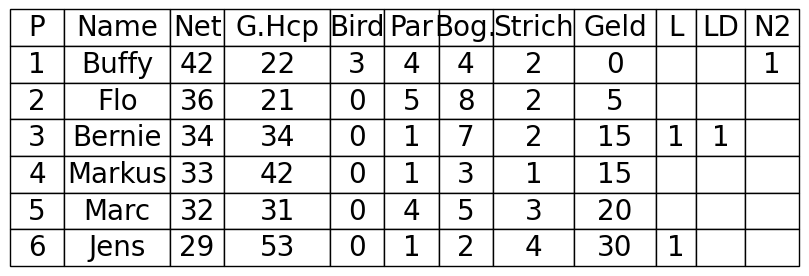 P Name Net G.Hcp Bird Par Bog. Strich Geld L LD N2
1 Buffy 42 22 3 4 4 2 0 1
2 Flo 36 21 0 5 8 2 5
3 Bernie 34 34 0 1 7 2 15 1 1
4 Markus 33 42 0 1 3 1 15
5 Marc 32 31 0 4 5 3 20
6 Jens 29 53 0 1 2 4 30 1